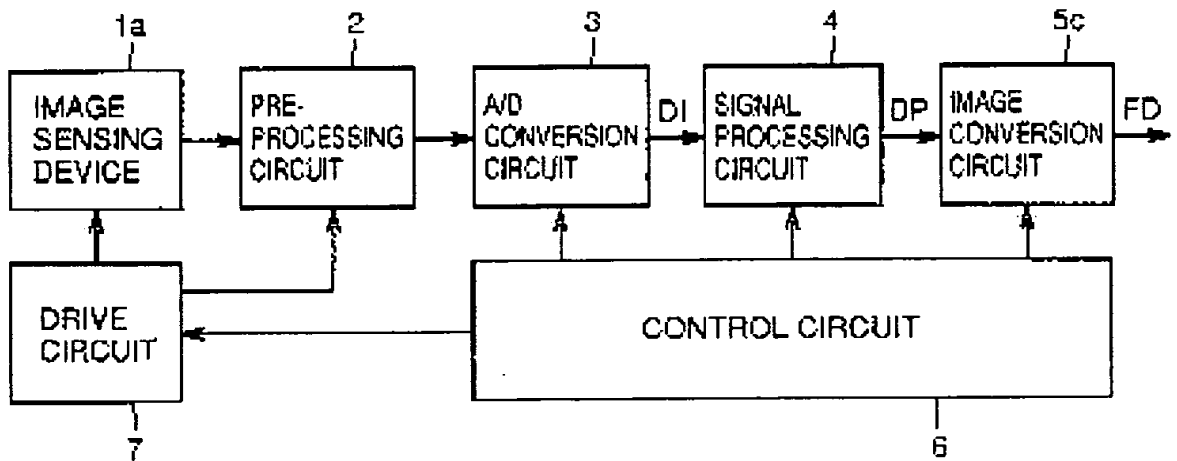 1a
2
3
4
5c
IMAGE
SENSING
DEVICE
PRE-
PROCESSING
CIRCUIT
A/D
CONVERSION
CIRCUIT
DI
SIGNAL
PROCESSING
CIRCUIT
DP
IMAGE
CONVERSION
CIRCUIT
FD
DRIVE
CIRCUIT
CONTROL CIRCUIT
7
6